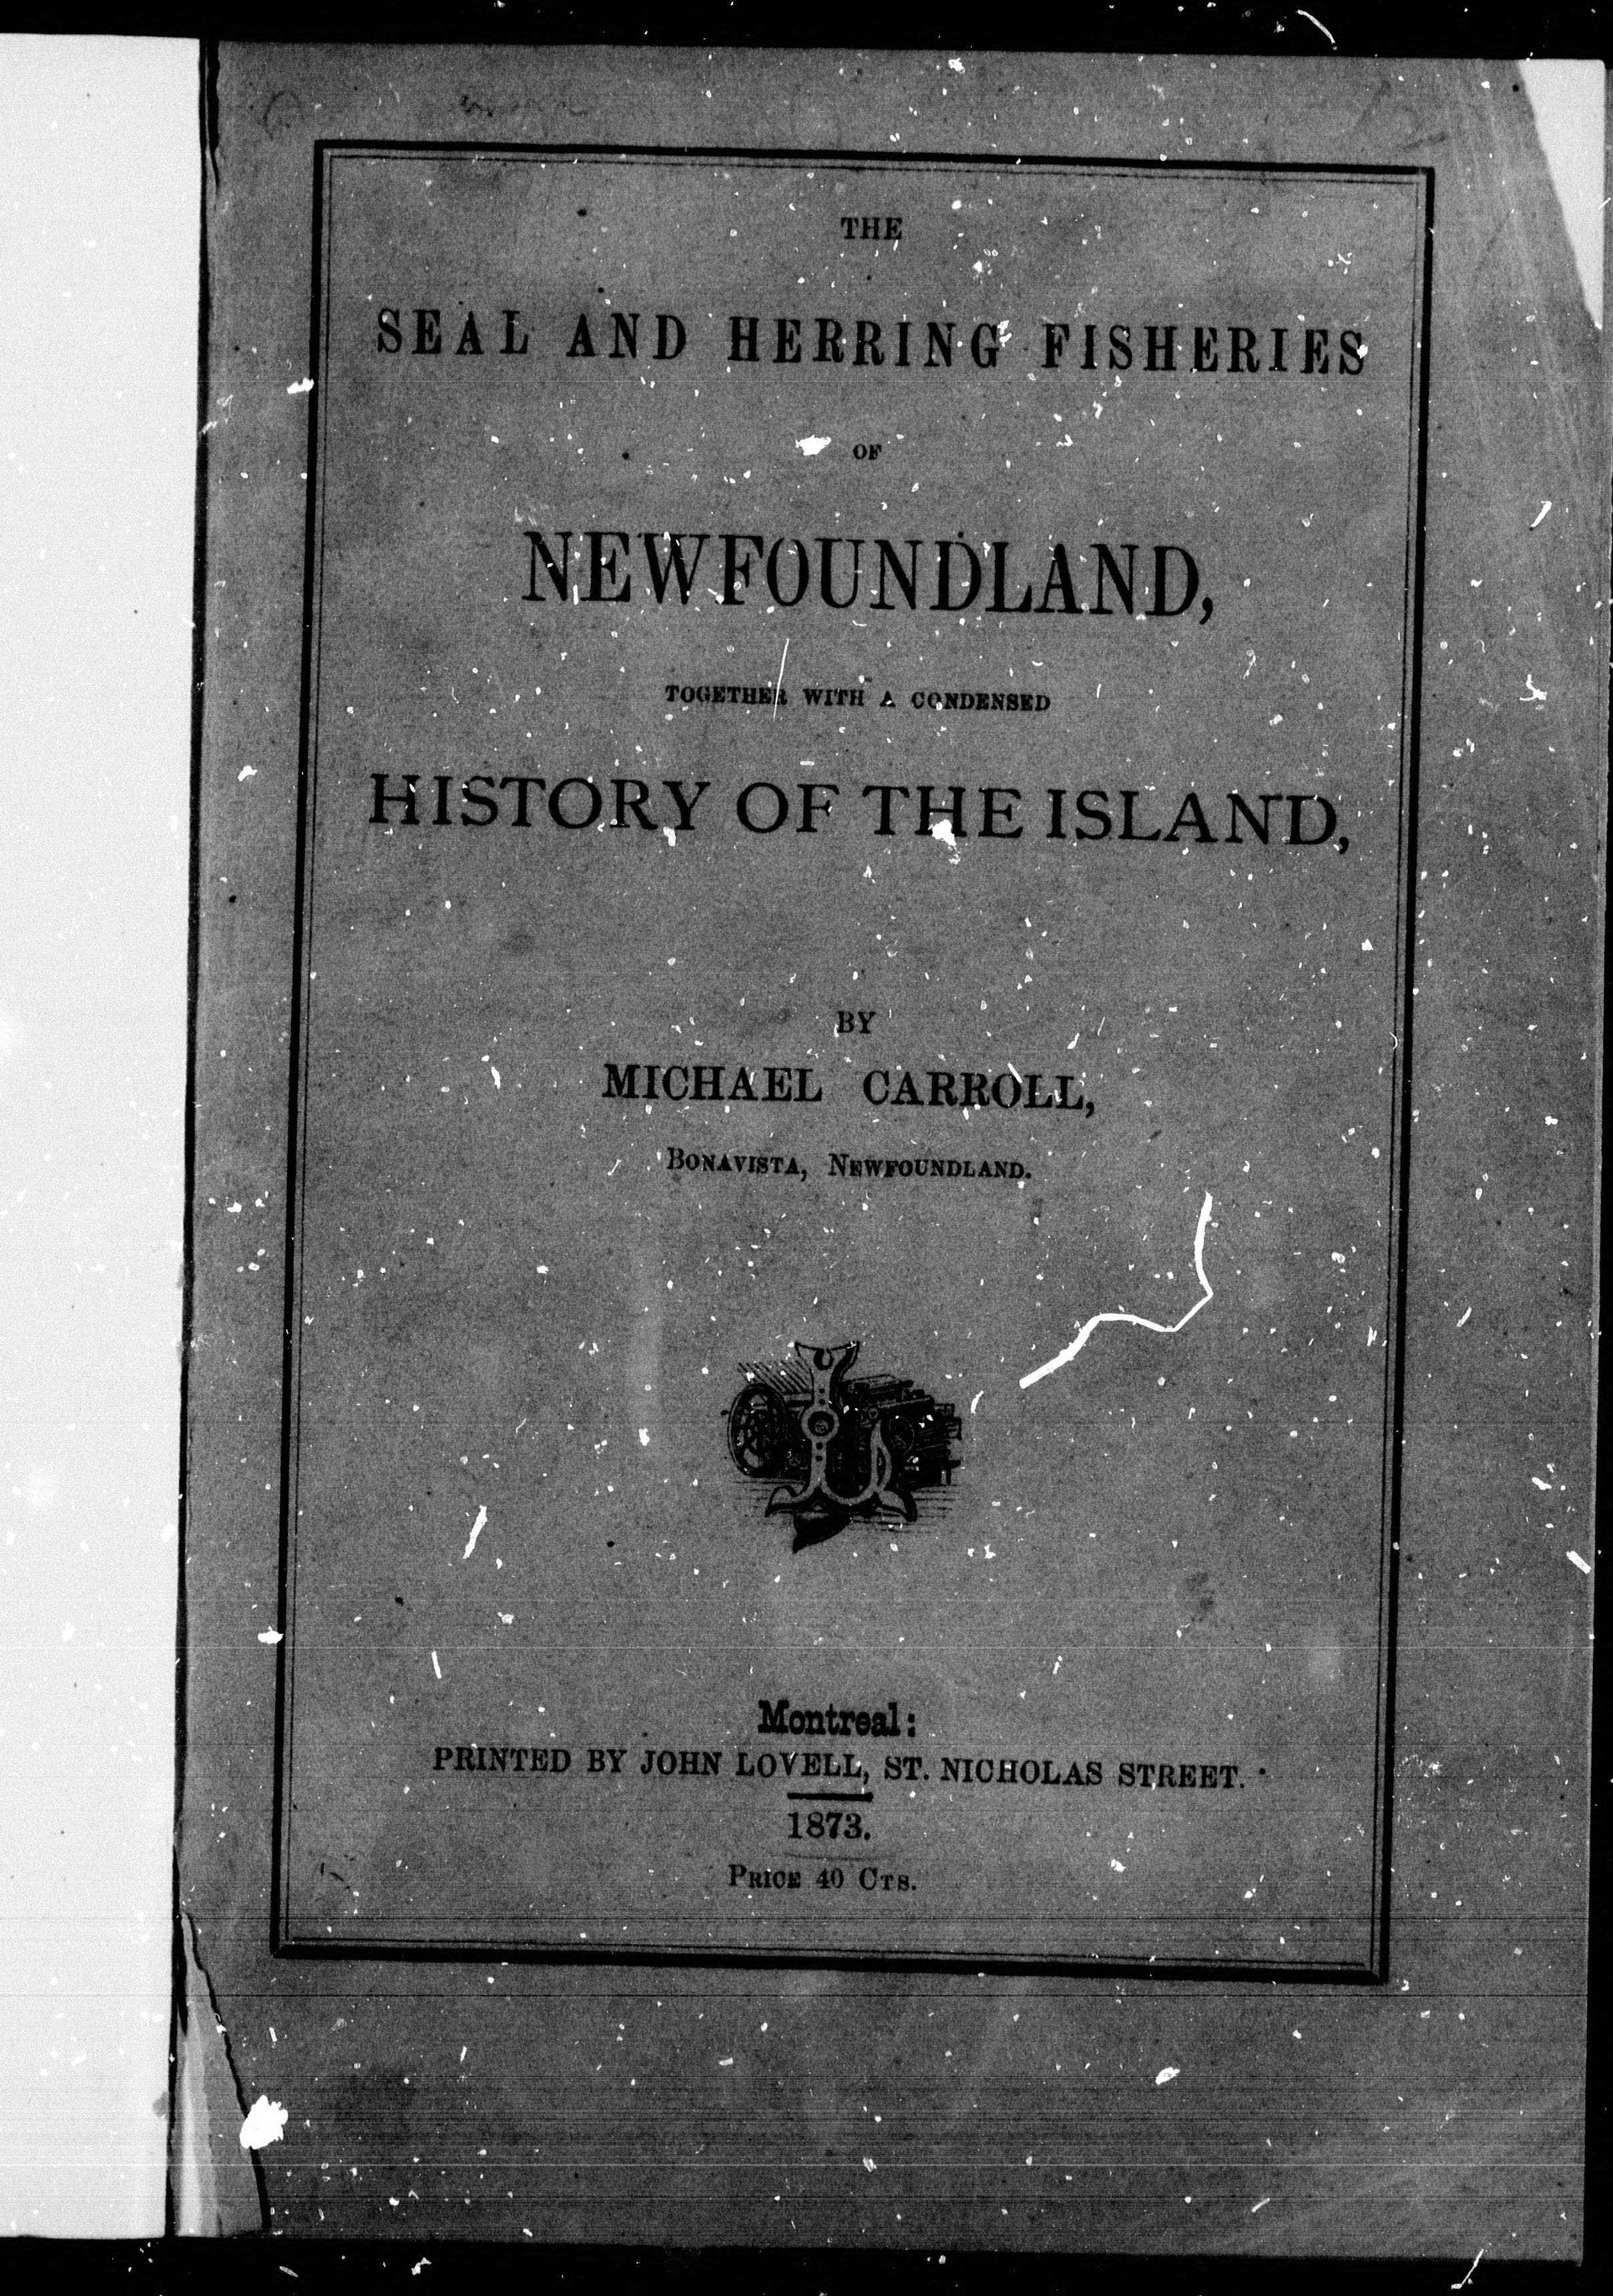 THE
SEAL AND HERRING FISHERIES
OF
NEWFOUNDLAND,
TOGETHER WITH A CONDENSED
HISTORY OF THE ISLAND,
BY
MICHAEL CARROLL,
BONAVISTA, NEWFOUNDLAND.
Montreal:
PRINTED BY JOHN LOVELL, ST. NICHOLAS STREET.
1873.
PRICE 40 CTS.